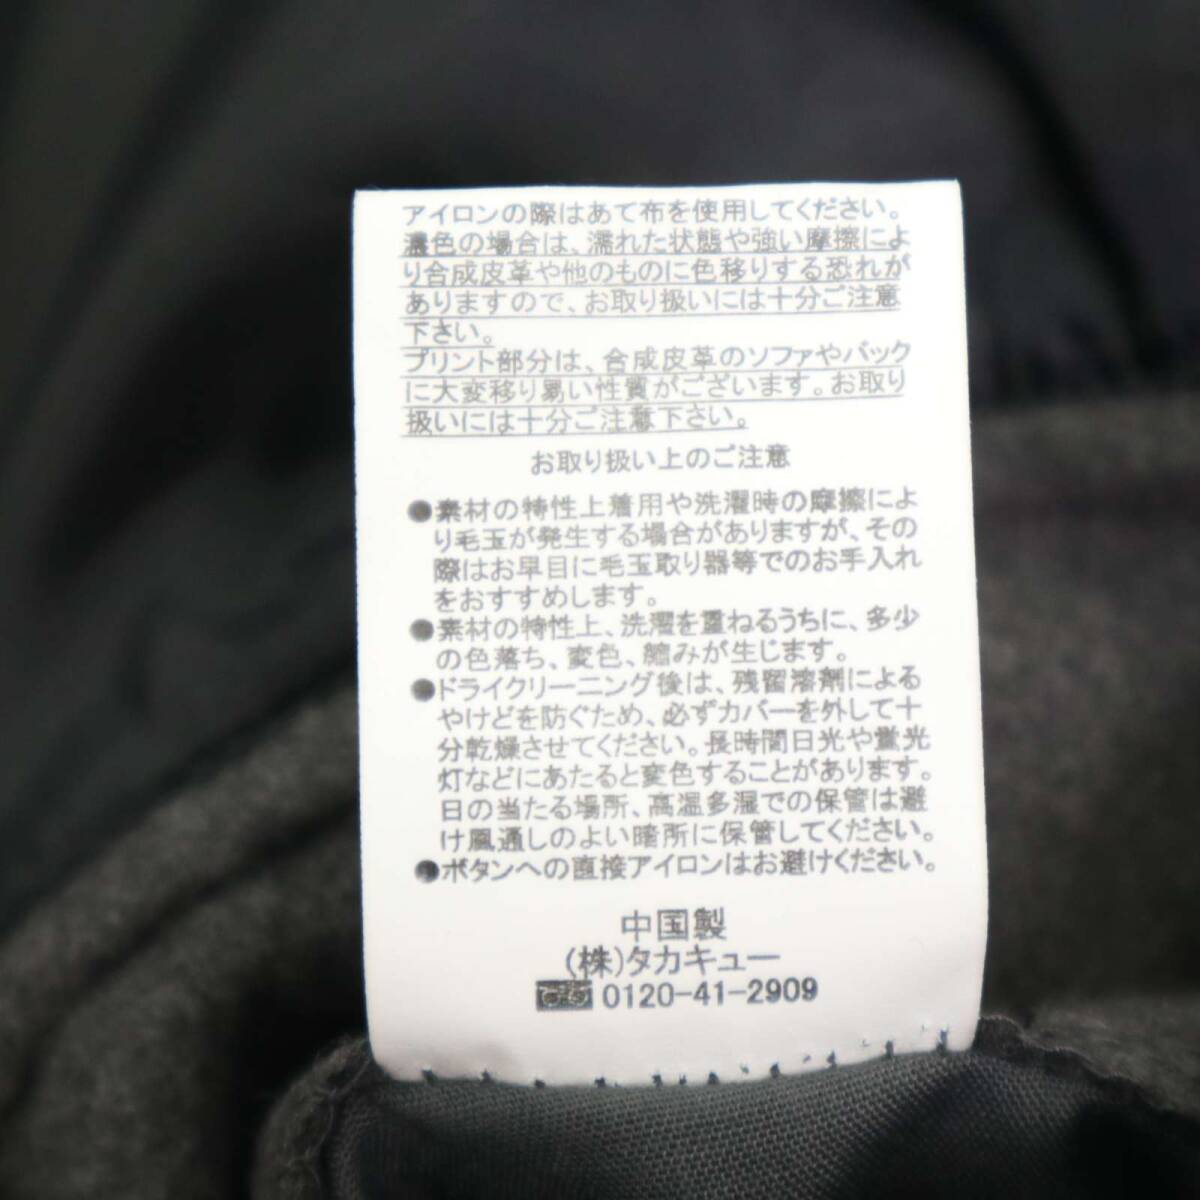 アイロンの際はあて布を使用してください。
濃色の場合は、濡れた状態や強い摩擦によ
り合成皮革や他のものに色移りする恐れが
ありますので、お取り扱いには十分ご注意
下さい。
プリント部分は、合成皮革のソファやバック
に大変移り易い性質がございます。お取り
扱いには十分ご注意下さい。
お取り扱い上のご注意
●素材の特性上着用や洗濯時の摩擦によ
り毛玉が発生する場合がありますが、その
際はお早目に毛玉取り器等でのお手入れ
をおすすめします。
●素材の特性上、洗濯を重ねるうちに、多少
の色落ち、変色、縮みが生じます。
●ドライクリーニング後は、残留溶剤による
やけどを防ぐため、必ずカバーを外して十
分乾燥させてください。長時間日光や蛍光
灯などにあたると変色することがあります。
日の当たる場所、高温多湿での保管は避
け風通しのよい暗所に保管してください。
●ボタンへの直接アイロンはお避けください。
中国製
(株)タカキュー
0120-41-2909